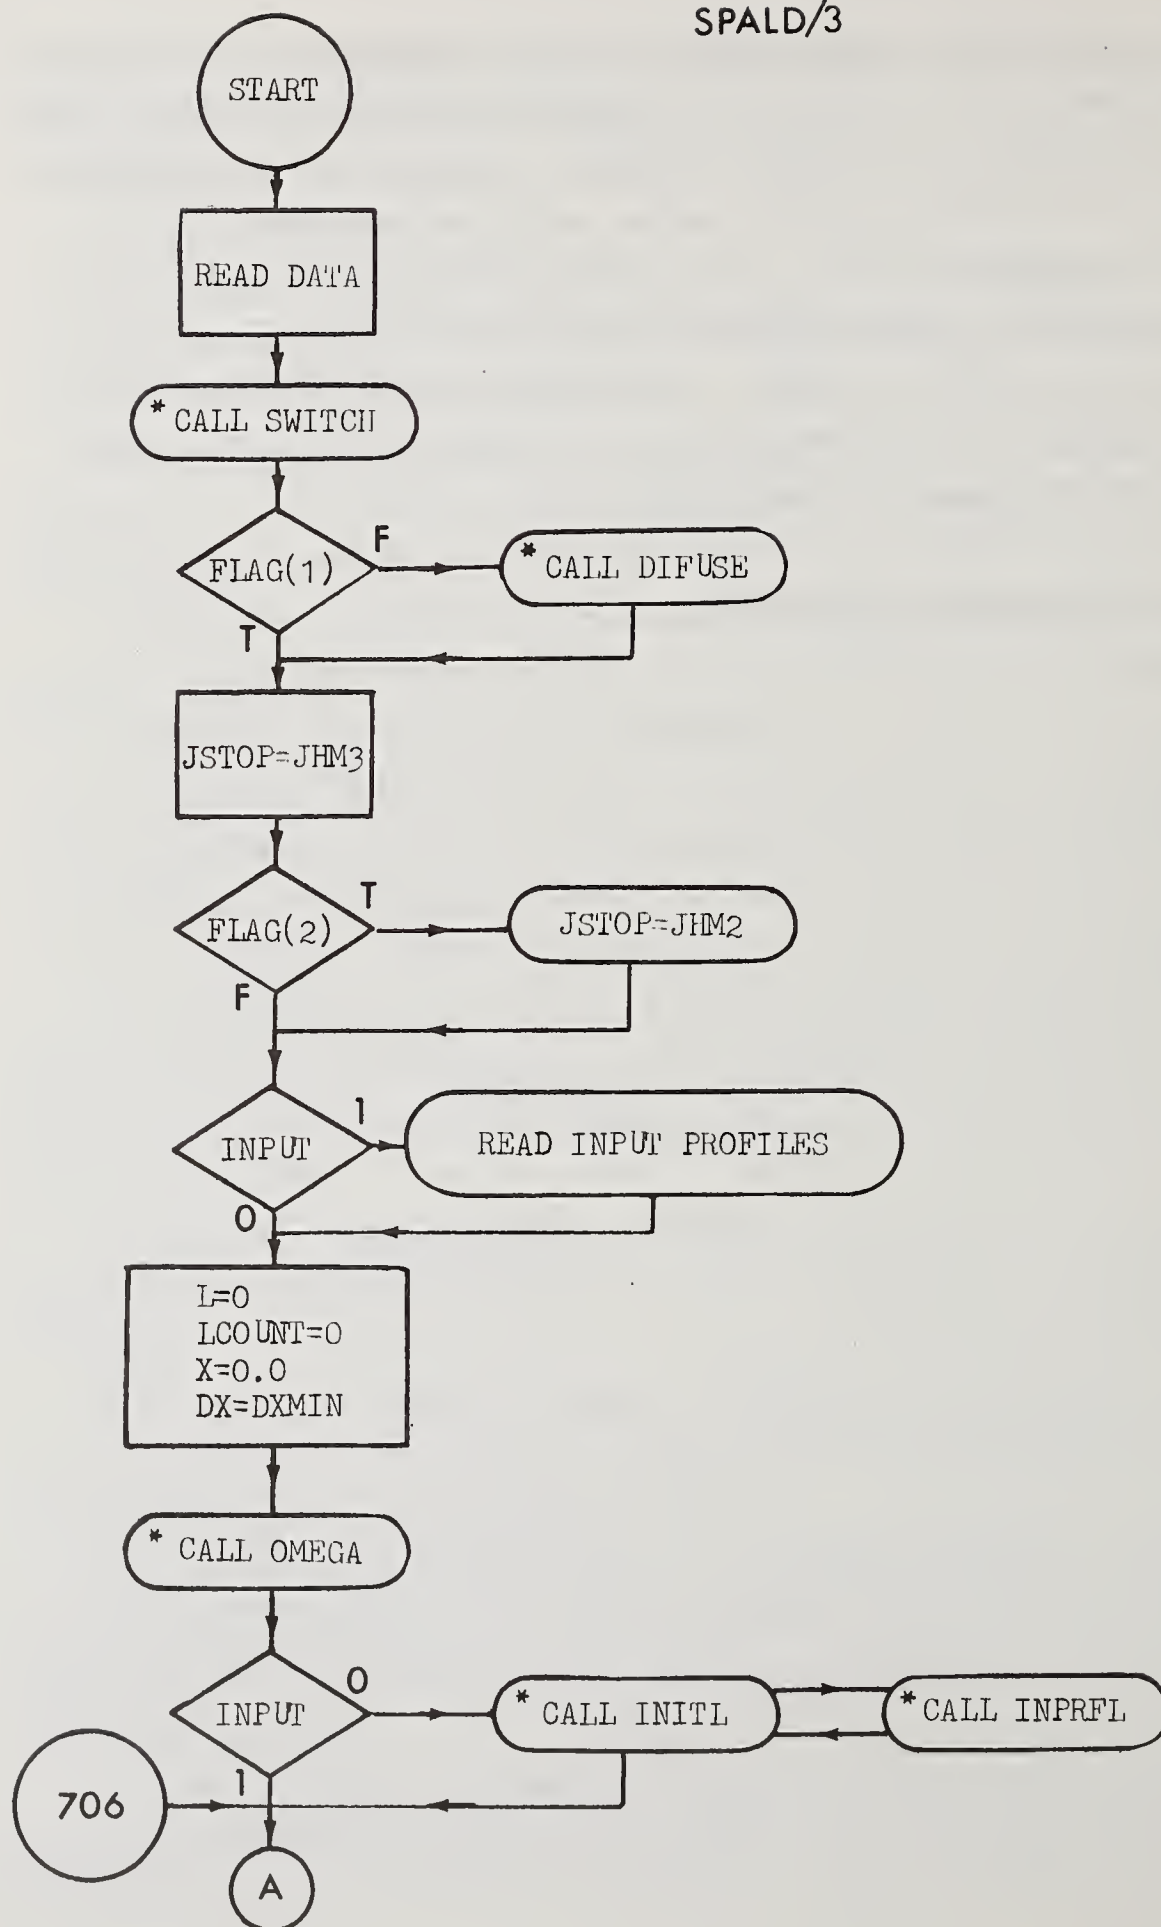 SPALD/3
START
READ DATA
* CALL SWITCH
FLAG(1)
F
* CALL DIFUSE
T
JSTOP=JHM3
FLAG(2)
T
JSTOP=JHM2
F
INPUT
1
READ INPUT PROFILES
0
L=0
LCOUNT=0
X=0.0
DX=DXMIN
* CALL OMEGA
INPUT
0
* CALL INITL
* CALL INPRFL
1
706
A